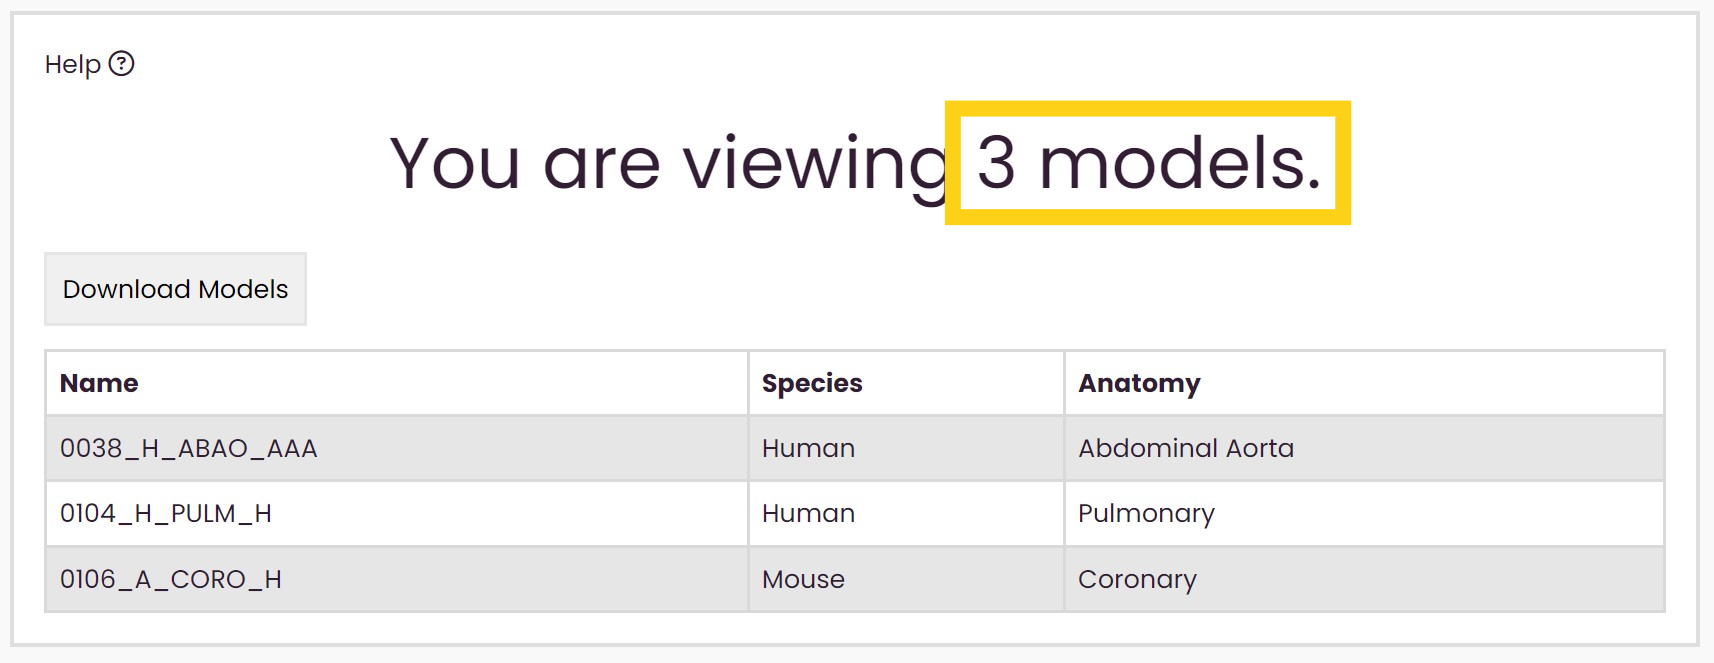 Help ?
You are viewing 3 models.
Download Models
Name Species Anatomy
0038_H_ABAO_AAA Human Abdominal Aorta
0104_H_PULM_H Human Pulmonary
0106_A_CORO_H Mouse Coronary